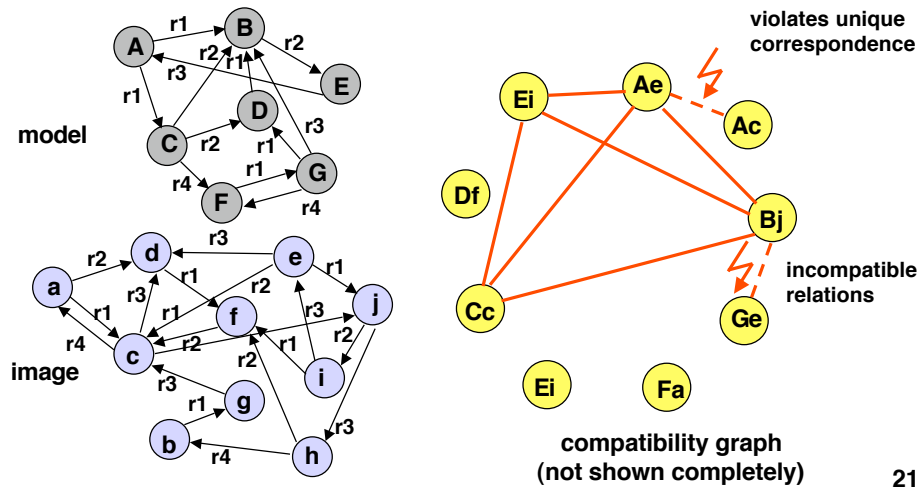 model
A
B
C
D
E
F
G
r1
r2
r3
r2
r1
r1
r2
r3
r1
r4
r1
r4
image
a
b
c
d
e
f
g
h
i
j
r3
r2
r1
r1
r2
r3
r1
r4
r1
r3
r2
r2
r1
r2
r3
r1
r3
r4
violates unique
correspondence
Ei
Ae
Ac
Df
Bj
incompatible
relations
Cc
Ge
Ei
Fa
compatibility graph
(not shown completely)
21